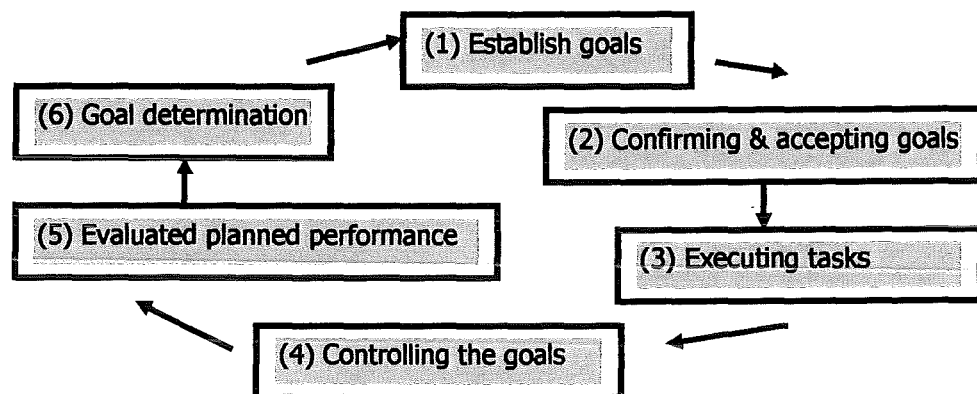 (1) Establish goals
(6) Goal determination
(2) Confirming & accepting goals
(5) Evaluated planned performance
(3) Executing tasks
(4) Controlling the goals